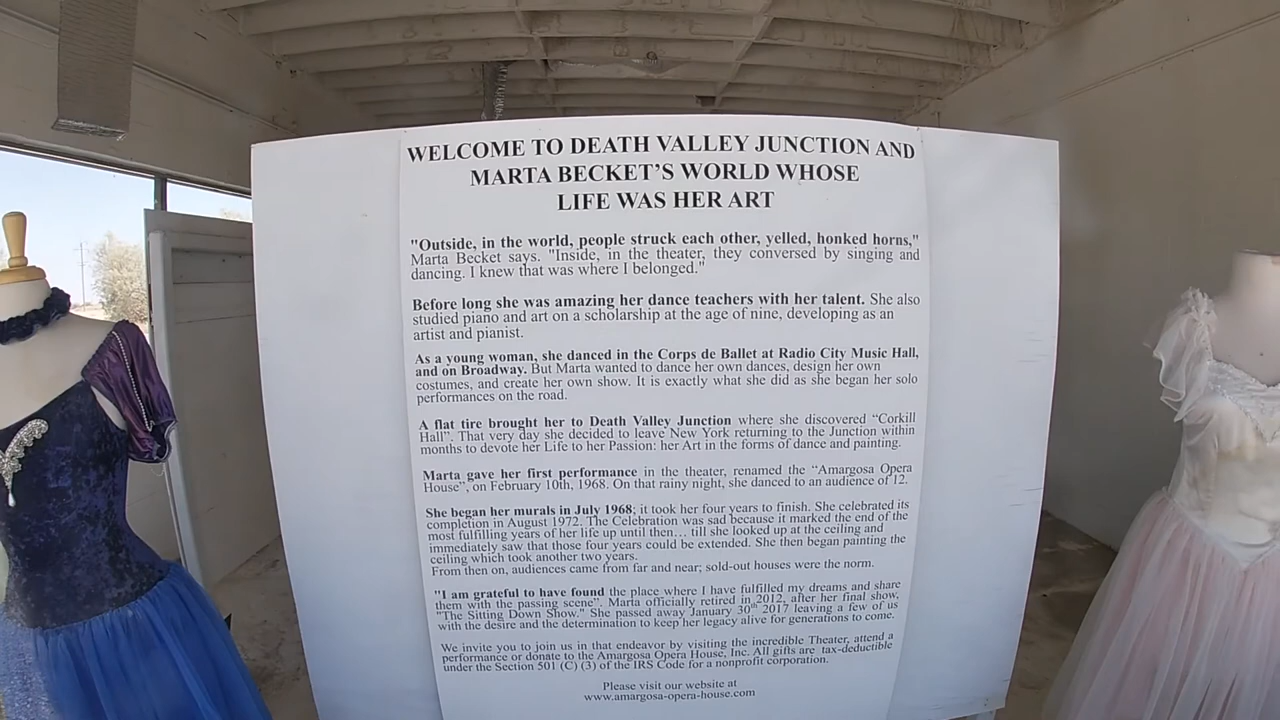 WELCOME TO DEATH VALLEY JUNCTION AND
MARTA BECKET'S WORLD WHOSE
LIFE WAS HER ART
"Outside, in the world, people struck each other, yelled, honked horns,"
Marta Becket says. "Inside, in the theater, they conversed by singing and
dancing. I knew that was where I belonged."
Before long she was amazing her dance teachers with her talent. She also
studied piano and art on a scholarship at the age of nine, developing as an
artist and pianist.
As a young woman, she danced in the Corps de Ballet at Radio City Music Hall,
and on Broadway. But Marta wanted to dance her own dances, design her own
costumes, and create her own show. It is exactly what she did as she began her solo
performances on the road.
A flat tire brought her to Death Valley Junction where she discovered “Corkill
Hall”. That very day she decided to leave New York returning to the Junction within
months to devote her Life to her Passion: her Art in the forms of dance and painting.
Marta gave her first performance in the theater, renamed the “Amargosa Opera
House”, on February 10th, 1968. On that rainy night, she danced to an audience of 12.
She began her murals in July 1968; it took her four years to finish. She celebrated its
completion in August 1972. The Celebration was sad because it marked the end of the
most fulfilling years of her life up until then… till she looked up at the ceiling and
immediately saw that those four years could be extended. She then began painting the
ceiling which took another two years.
From then on, audiences came from far and near; sold-out houses were the norm.
"I am grateful to have found the place where I have fulfilled my dreams and share
them with the passing scene”. Marta officially retired in 2012, after her final show,
"The Sitting Down Show." She passed away January 30th 2017 leaving a few of us
with the desire and the determination to keep her legacy alive for generations to come.
We invite you to join us in that endeavor by visiting the incredible Theater, attend a
performance or donate to the Amargosa Opera House, Inc. All gifts are tax-deductible
under the Section 501 (C) (3) of the IRS Code for a nonprofit corporation.
Please visit our website at
www.amargosa-opera-house.com